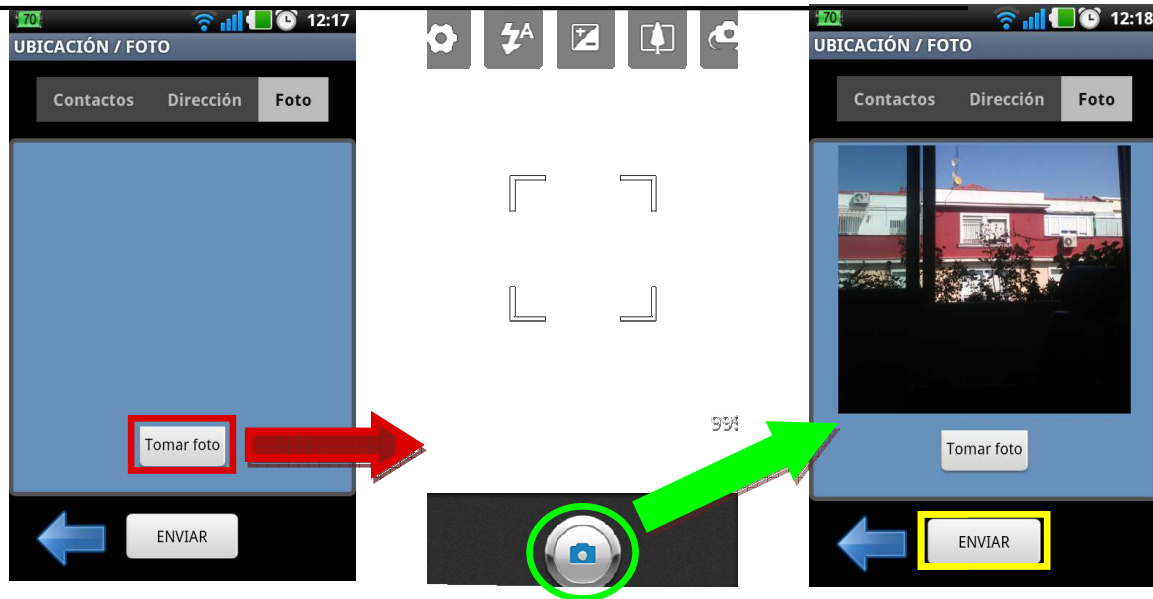 70 12:17
UBICACIÓN / FOTO
Contactos Dirección Foto
Tomar foto
ENVIAR
A
999
70 12:18
UBICACIÓN / FOTO
Contactos Dirección Foto
Tomar foto
ENVIAR